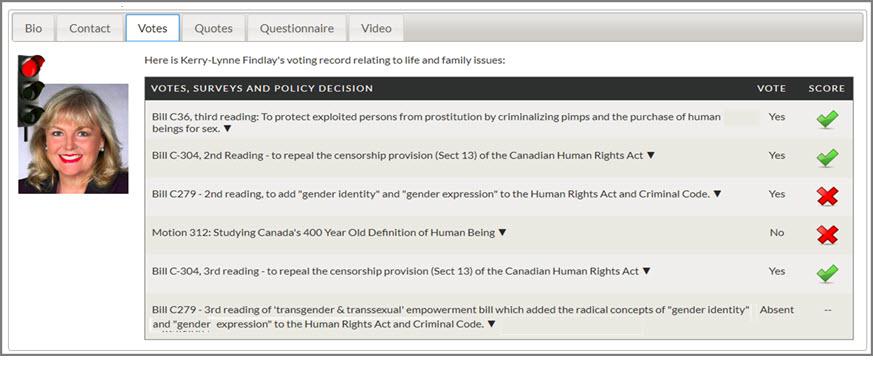 Bio Contact Votes Quotes Questionnaire Video
Here is Kerry-Lynne Findlay's voting record relating to life and family issues:
VOTES, SURVEYS AND POLICY DECISION VOTE SCORE
Bill C36, third reading: To protect exploited persons from prostitution by criminalizing pimps and the purchase of human Yes
beings for sex. ▼
Bill C-304, 2nd Reading - to repeal the censorship provision (Sect 13) of the Canadian Human Rights Act ▼ Yes
Bill C279 - 2nd reading, to add "gender identity" and "gender expression" to the Human Rights Act and Criminal Code. ▼ Yes
Motion 312: Studying Canada's 400 Year Old Definition of Human Being ▼ No
Bill C-304, 3rd reading - to repeal the censorship provision (Sect 13) of the Canadian Human Rights Act ▼ Yes
Bill C279 - 3rd reading of 'transgender & transsexual' empowerment bill which added the radical concepts of "gender identity" Absent --
and "gender expression" to the Human Rights Act and Criminal Code. ▼